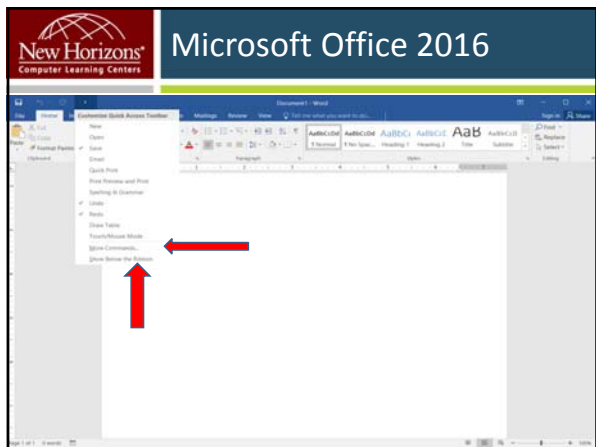 New Horizons®
Computer Learning Centers
Microsoft Office 2016
Document1 - Word
File Home Mailings Review View Tell me what you want to do... Sign in Share
Customize Quick Access Toolbar
New
Open
Save
Email
Quick Print
Print Preview and Print
Spelling & Grammar
Undo
Redo
Draw Table
Touch/Mouse Mode
More Commands...
Show Below the Ribbon
Cut
Copy
Format Painter
Paste
Clipboard
Paragraph
AaBbCcDd AaBbCcDd AaBbCc AaBbCcE AaB AaBbCcD
¶ Normal ¶ No Spac... Heading 1 Heading 2 Title Subtitle
Styles
Find
Replace
Select
Editing
Page 1 of 1 0 words
100%